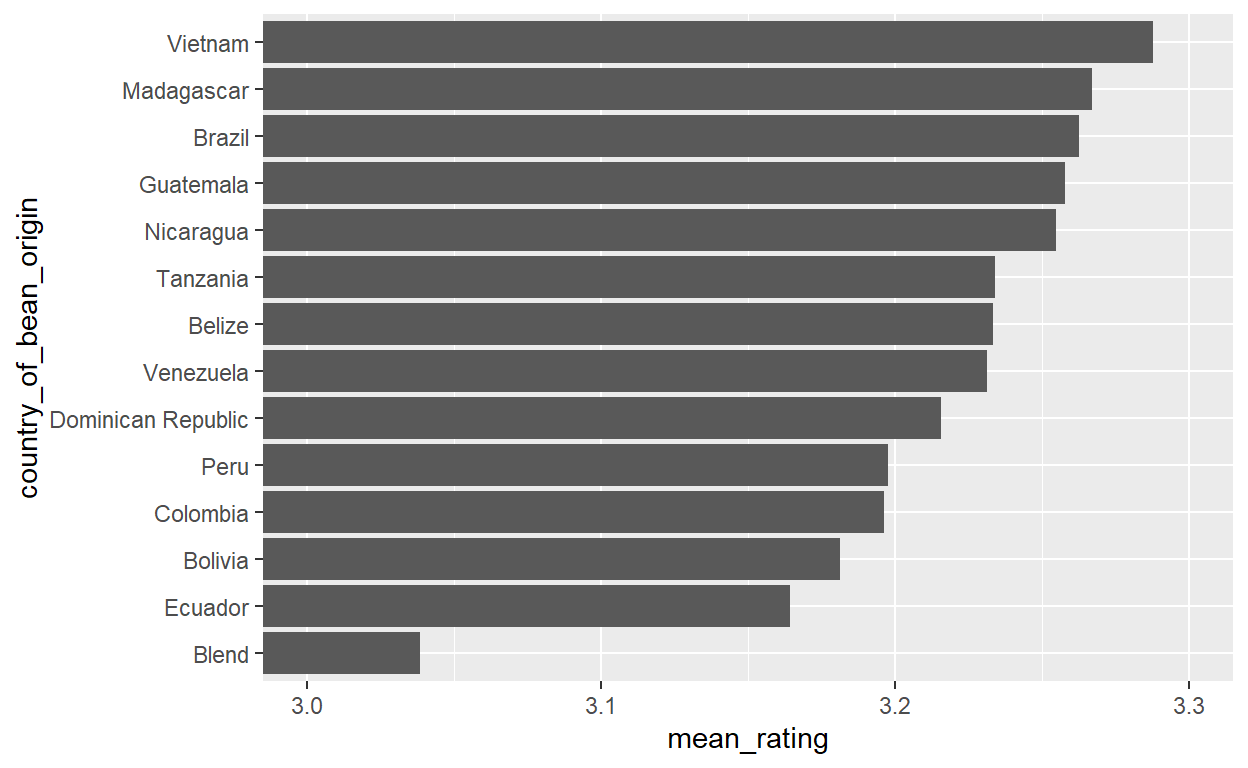 Vietnam
Madagascar
Brazil
Guatemala
Nicaragua
Tanzania
Belize
Venezuela
Dominican Republic
Peru
Colombia
Bolivia
Ecuador
Blend
country_of_bean_origin
3.0 3.1 3.2 3.3
mean_rating